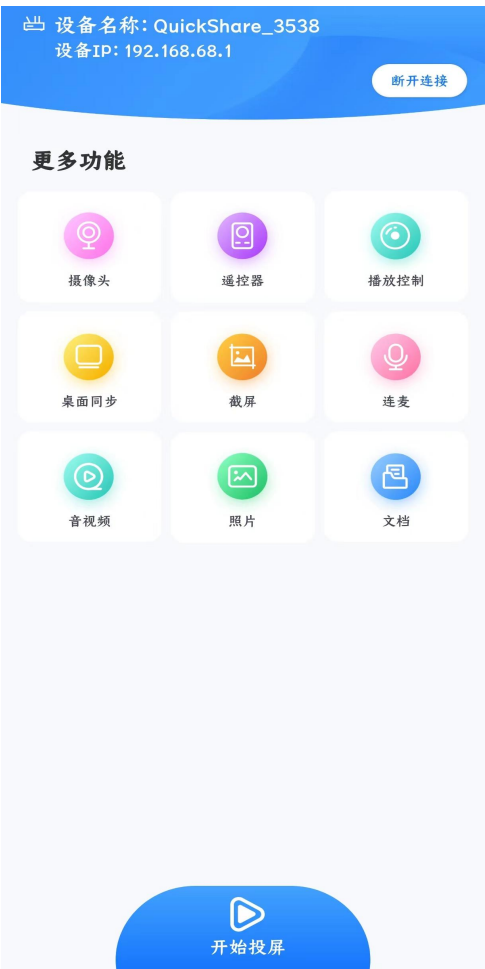 设备名称：QuickShare_3538
设备IP：192.168.68.1
断开连接
更多功能
摄像头
遥控器
播放控制
桌面同步
截屏
连麦
音视频
照片
文档
开始投屏